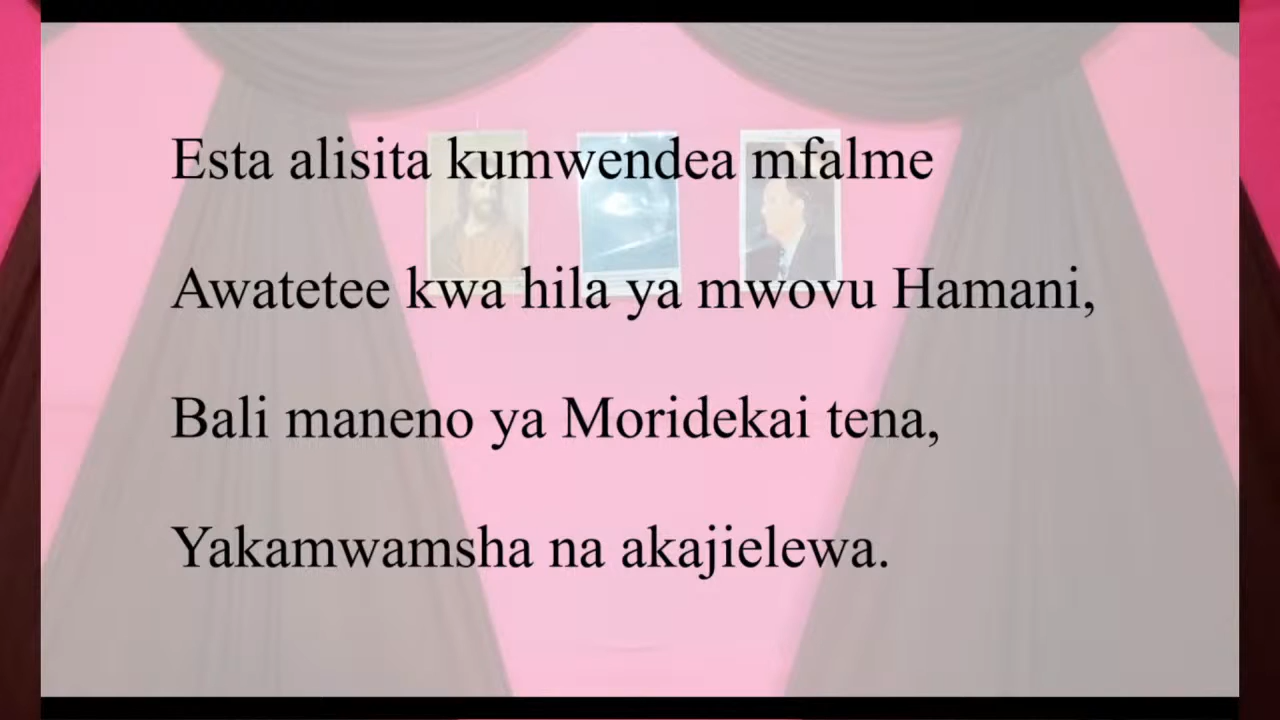 Esta alisita kumwendea mfalme
Awatetee kwa hila ya mwovu Hamani,
Bali maneno ya Moridekai tena,
Yakamwamsha na akajielewa.